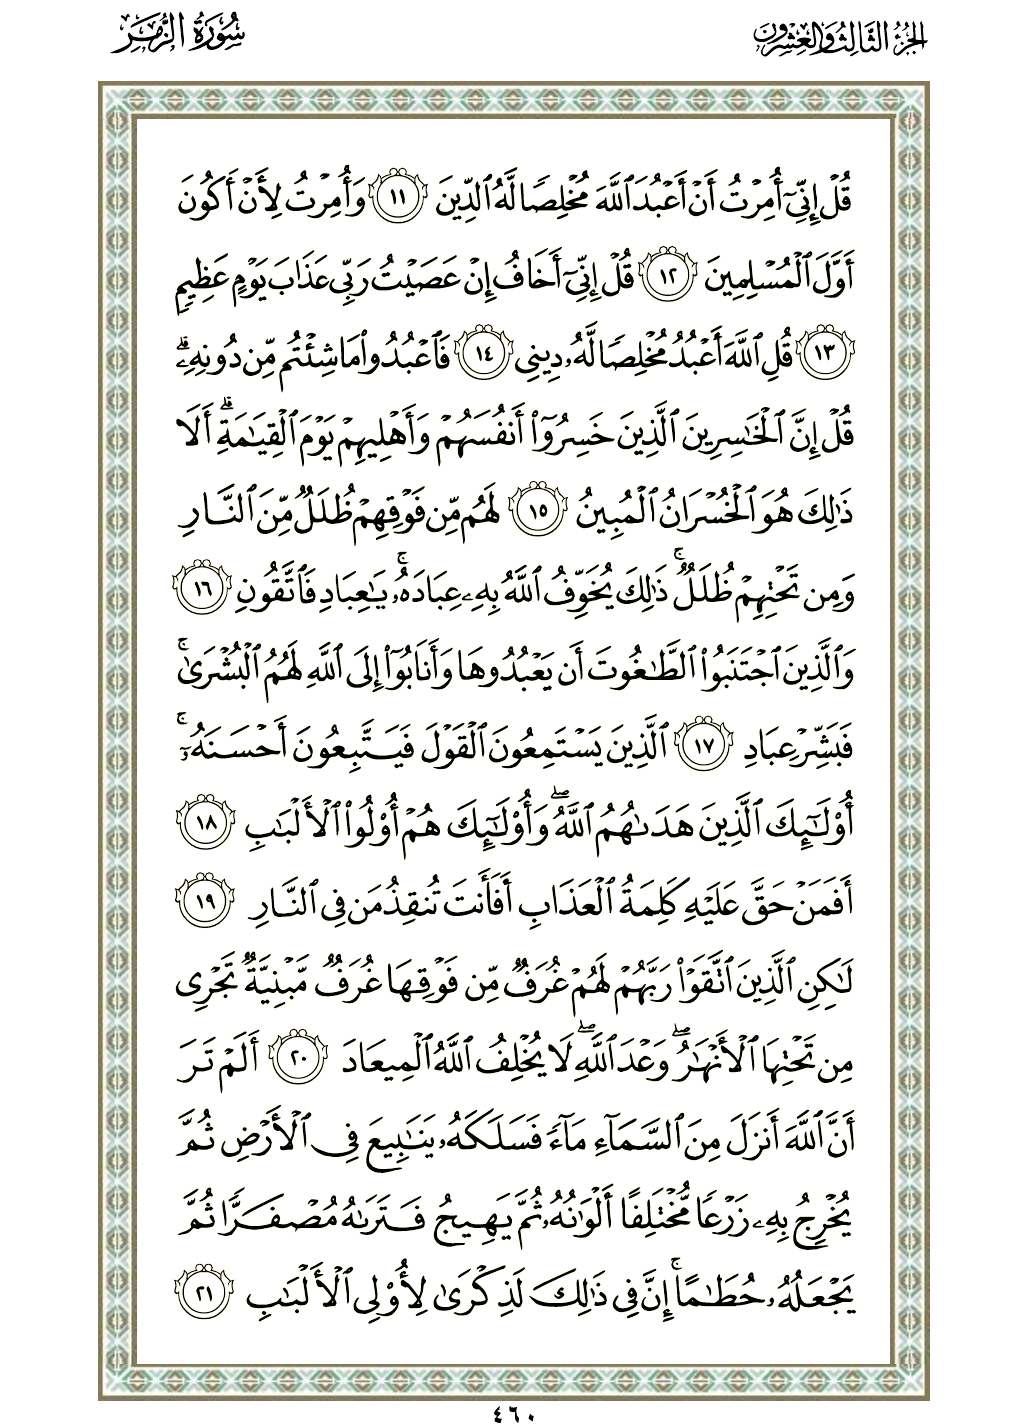 الجزء الثالث والعشرون
سورة الزمر
قُلْ إِنِّيٓ أُمِرْتُ أَنْ أَعْبُدَ ٱللَّهَ مُخْلِصًا لَّهُ ٱلدِّينَ ١١ وَأُمِرْتُ لِأَنْ أَكُونَ
أَوَّلَ ٱلْمُسْلِمِينَ ١٢ قُلْ إِنِّيٓ أَخَافُ إِنْ عَصَيْتُ رَبِّي عَذَابَ يَوْمٍ عَظِيمٍ
١٣ قُلِ ٱللَّهَ أَعْبُدُ مُخْلِصًا لَّهُۥ دِينِي ١٤ فَٱعْبُدُوا۟ مَا شِئْتُم مِّن دُونِهِۦۗ
قُلْ إِنَّ ٱلْخَٰسِرِينَ ٱلَّذِينَ خَسِرُوٓا۟ أَنفُسَهُمْ وَأَهْلِيهِمْ يَوْمَ ٱلْقِيَٰمَةِۗ أَلَا
ذَٰلِكَ هُوَ ٱلْخُسْرَانُ ٱلْمُبِينُ ١٥ لَهُم مِّن فَوْقِهِمْ ظُلَلٌ مِّنَ ٱلنَّارِ
وَمِن تَحْتِهِمْ ظُلَلٌۚ ذَٰلِكَ يُخَوِّفُ ٱللَّهُ بِهِۦ عِبَادَهُۥۚ يَٰعِبَادِ فَٱتَّقُونِ ١٦
وَٱلَّذِينَ ٱجْتَنَبُوا۟ ٱلطَّٰغُوتَ أَن يَعْبُدُوهَا وَأَنَابُوٓا۟ إِلَى ٱللَّهِ لَهُمُ ٱلْبُشْرَىٰۚ
فَبَشِّرْ عِبَادِ ١٧ ٱلَّذِينَ يَسْتَمِعُونَ ٱلْقَوْلَ فَيَتَّبِعُونَ أَحْسَنَهُۥٓۚ
أُو۟لَٰٓئِكَ ٱلَّذِينَ هَدَىٰهُمُ ٱللَّهُۖ وَأُو۟لَٰٓئِكَ هُمْ أُو۟لُوا۟ ٱلْأَلْبَٰبِ ١٨
أَفَمَنْ حَقَّ عَلَيْهِ كَلِمَةُ ٱلْعَذَابِ أَفَأَنتَ تُنقِذُ مَن فِي ٱلنَّارِ ١٩
لَٰكِنِ ٱلَّذِينَ ٱتَّقَوْا۟ رَبَّهُمْ لَهُمْ غُرَفٌ مِّن فَوْقِهَا غُرَفٌ مَّبْنِيَّةٌ تَجْرِي
مِن تَحْتِهَا ٱلْأَنْهَٰرُۖ وَعْدَ ٱللَّهِۖ لَا يُخْلِفُ ٱللَّهُ ٱلْمِيعَادَ ٢٠ أَلَمْ تَرَ
أَنَّ ٱللَّهَ أَنزَلَ مِنَ ٱلسَّمَآءِ مَآءً فَسَلَكَهُۥ يَنَٰبِيعَ فِي ٱلْأَرْضِ ثُمَّ
يُخْرِجُ بِهِۦ زَرْعًا مُّخْتَلِفًا أَلْوَٰنُهُۥ ثُمَّ يَهِيجُ فَتَرَىٰهُ مُصْفَرًّا ثُمَّ
يَجْعَلُهُۥ حُطَٰمًاۚ إِنَّ فِي ذَٰلِكَ لَذِكْرَىٰ لِأُو۟لِي ٱلْأَلْبَٰبِ ٢١
٤٦٠